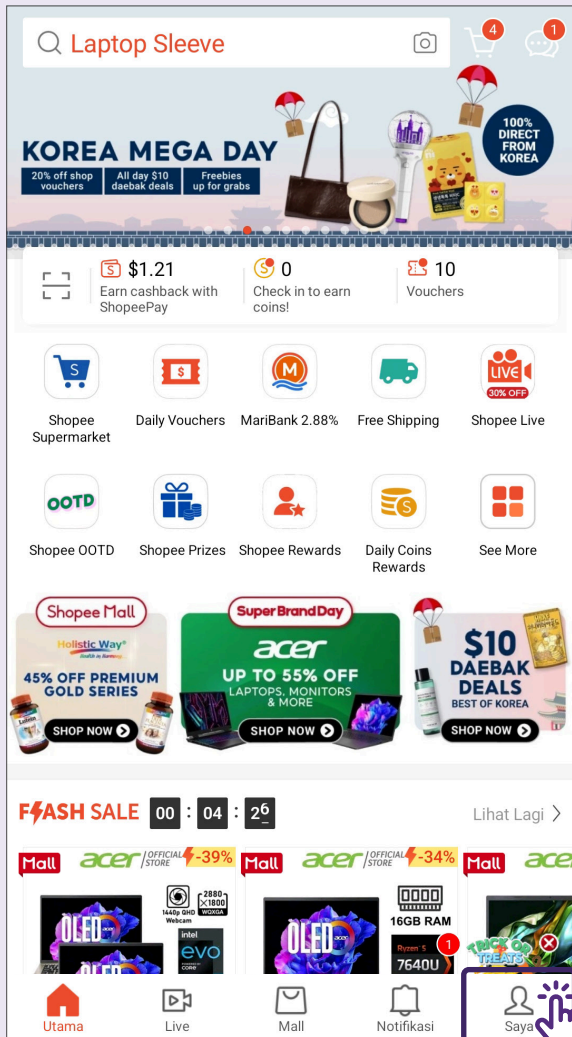 Laptop Sleeve
4
1
KOREA MEGA DAY
20% off shop vouchers
All day $10 daebak deals
Freebies up for grabs
100% DIRECT FROM KOREA
$1.21
Earn cashback with ShopeePay
0
Check in to earn coins!
10
Vouchers
Shopee Supermarket
Daily Vouchers
MariBank 2.88%
Free Shipping
LIVE
30% OFF
Shopee Live
OOTD
Shopee OOTD
Shopee Prizes
Shopee Rewards
Daily Coins Rewards
See More
Shopee Mall
Holistic Way
45% OFF PREMIUM
GOLD SERIES
SHOP NOW
Super Brand Day
acer
UP TO 55% OFF
LAPTOPS, MONITORS
& MORE
SHOP NOW
$10
DAEBAK
DEALS
BEST OF KOREA
SHOP NOW
FLASH SALE 00 : 04 : 26
Lihat Lagi
Mall
acer
OFFICIAL STORE
-39%
OLED
1440p QHD Webcam
2880 ×1800 WQXGA
intel evo
Mall
acer
OFFICIAL STORE
-34%
OLED
16GB RAM
Ryzen 5
7640U
Mall
acer
TRICK OR TREATS
1
Utama
Live
Mall
Notifikasi
Saya